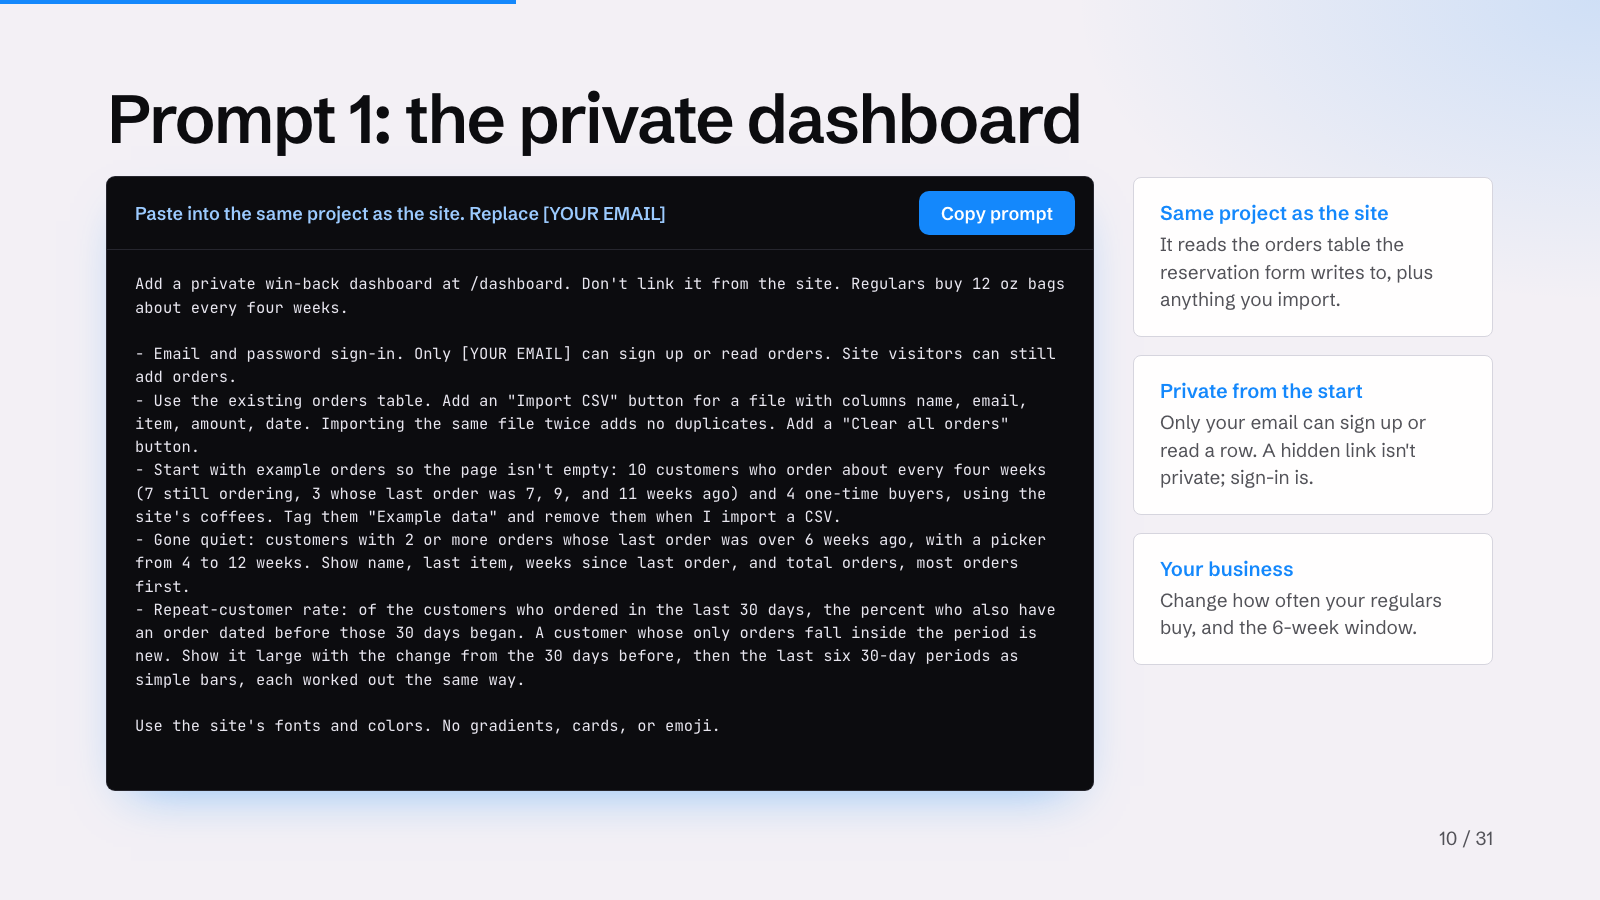 Prompt 1: the private dashboard
Paste into the same project as the site. Replace [YOUR EMAIL]
Copy prompt
Add a private win-back dashboard at /dashboard. Don't link it from the site. Regulars buy 12 oz bags
about every four weeks.
- Email and password sign-in. Only [YOUR EMAIL] can sign up or read orders. Site visitors can still
add orders.
- Use the existing orders table. Add an "Import CSV" button for a file with columns name, email,
item, amount, date. Importing the same file twice adds no duplicates. Add a "Clear all orders"
button.
- Start with example orders so the page isn't empty: 10 customers who order about every four weeks
(7 still ordering, 3 whose last order was 7, 9, and 11 weeks ago) and 4 one-time buyers, using the
site's coffees. Tag them "Example data" and remove them when I import a CSV.
- Gone quiet: customers with 2 or more orders whose last order was over 6 weeks ago, with a picker
from 4 to 12 weeks. Show name, last item, weeks since last order, and total orders, most orders
first.
- Repeat-customer rate: of the customers who ordered in the last 30 days, the percent who also have
an order dated before those 30 days began. A customer whose only orders fall inside the period is
new. Show it large with the change from the 30 days before, then the last six 30-day periods as
simple bars, each worked out the same way.
Use the site's fonts and colors. No gradients, cards, or emoji.
Same project as the site
It reads the orders table the
reservation form writes to, plus
anything you import.
Private from the start
Only your email can sign up or
read a row. A hidden link isn't
private; sign-in is.
Your business
Change how often your regulars
buy, and the 6-week window.
10 / 31